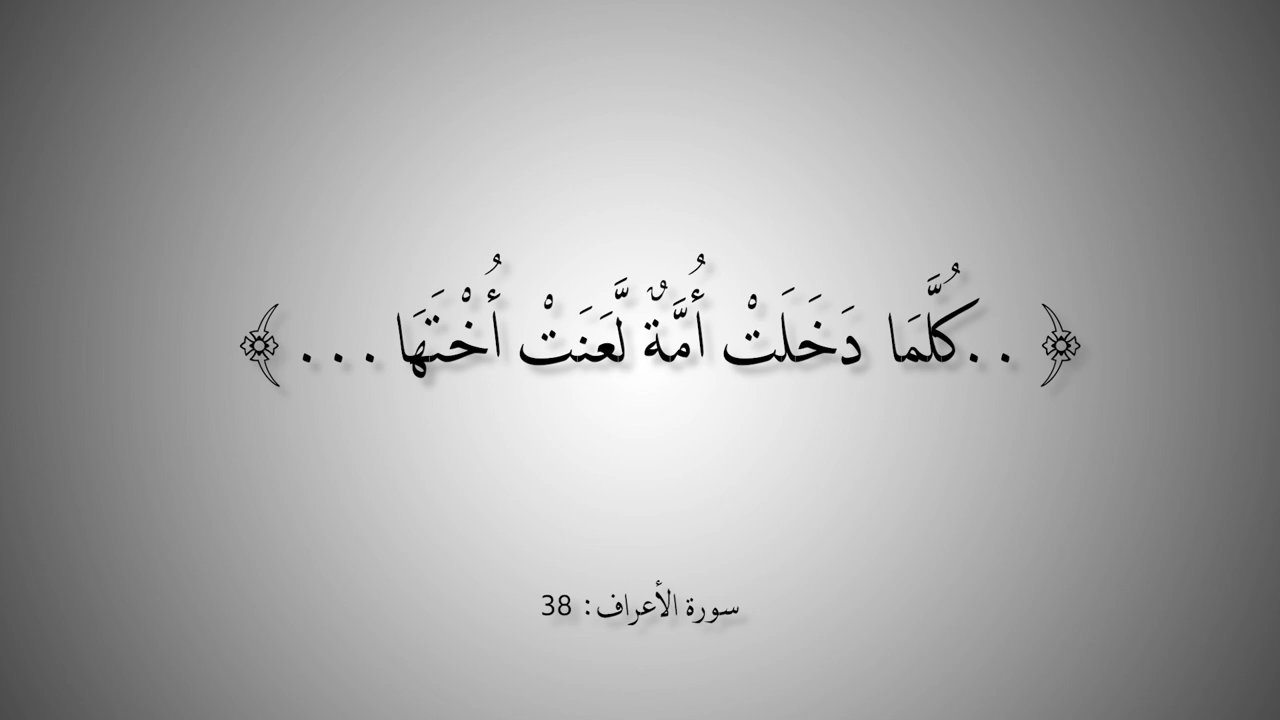 ﴿ ..كُلَّمَا دَخَلَتْ أُمَّةٌ لَّعَنَتْ أُخْتَهَا ... ﴾
سورة الأعراف: 38